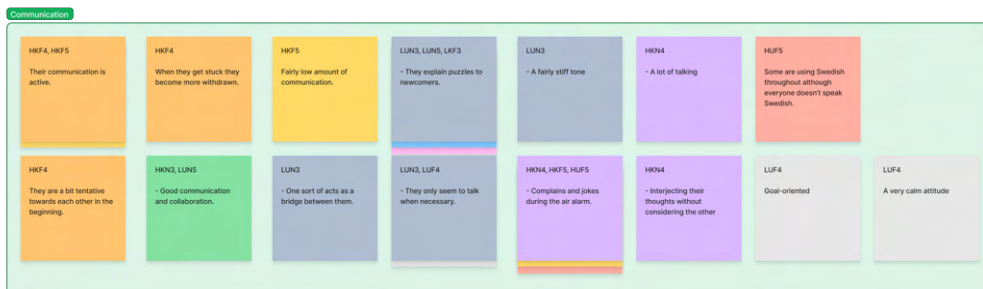 Communication
HKF4, HKF5
Their communication is
active.
HKF4
When they get stuck they
become more withdrawn.
HKF5
Fairly low amount of
communication.
LUN3, LUN5, LKF3
- They explain puzzles to
newcomers.
LUN3
- A fairly stiff tone
HKN4
- A lot of talking
HUF5
Some are using Swedish
throughout although
everyone doesn't speak
Swedish.
HKF4
They are a bit tentative
towards each other in the
beginning.
HKN3, LUN5
- Good communication
and collaboration.
LUN3
- One sort of acts as a
bridge between them.
LUN3, LUF4
- They only seem to talk
when necessary.
HKN4, HKF5, HUF5
- Complains and jokes
during the air alarm.
HKN4
- Interjecting their
thoughts without
considering the other
LUF4
Goal-oriented
LUF4
A very calm attitude